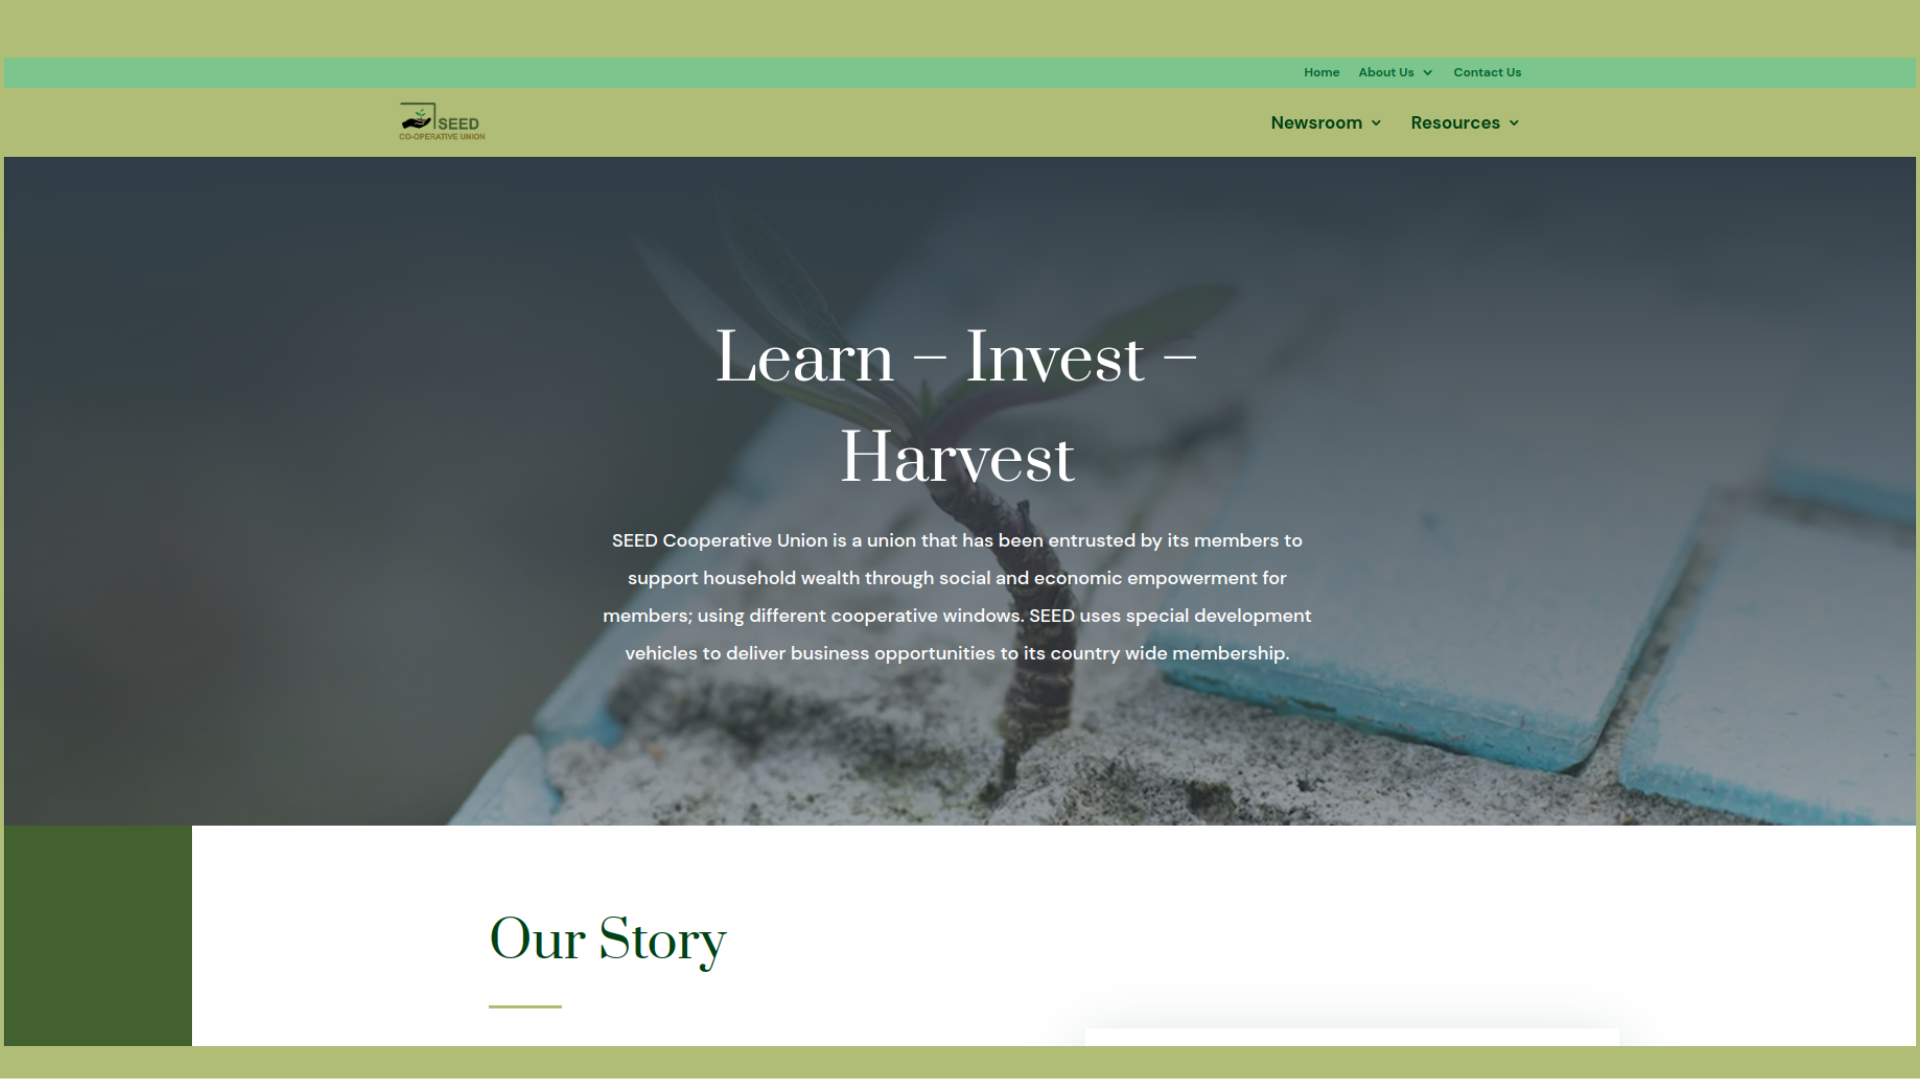 Home About Us Contact Us
SEED
CO-OPERATIVE UNION
Newsroom Resources
Learn – Invest –
Harvest
SEED Cooperative Union is a union that has been entrusted by its members to
support household wealth through social and economic empowerment for
members; using different cooperative windows. SEED uses special development
vehicles to deliver business opportunities to its country wide membership.
Our Story